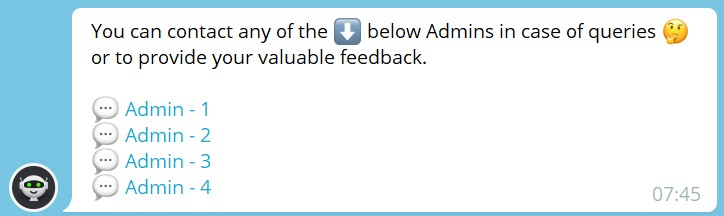 You can contact any of the ⬇️ below Admins in case of queries 🤔
or to provide your valuable feedback.
💬 Admin - 1
💬 Admin - 2
💬 Admin - 3
💬 Admin - 4
07:45